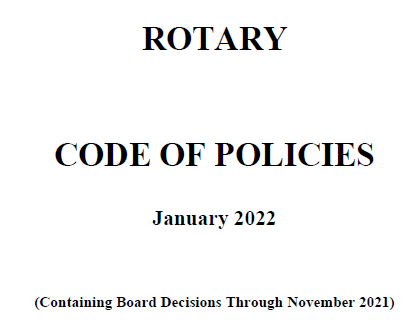 ROTARY
CODE OF POLICIES
January 2022
(Containing Board Decisions Through November 2021)